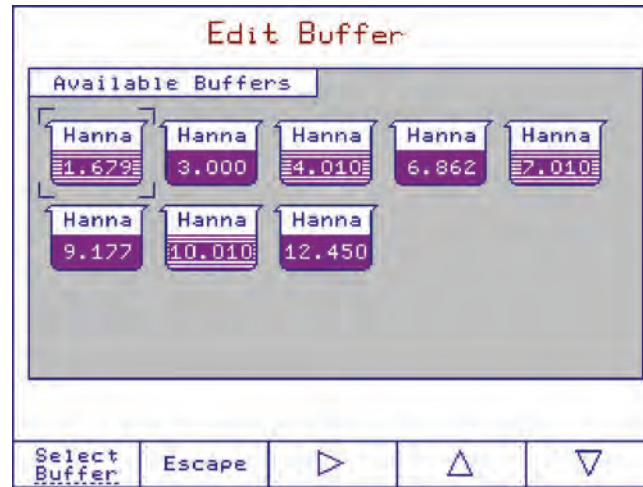 Edit Buffer
Available Buffers
Hanna Hanna Hanna Hanna Hanna
1.679 3.000 4.010 6.862 7.010
Hanna Hanna Hanna
9.177 10.010 12.450
Select Escape
Buffer